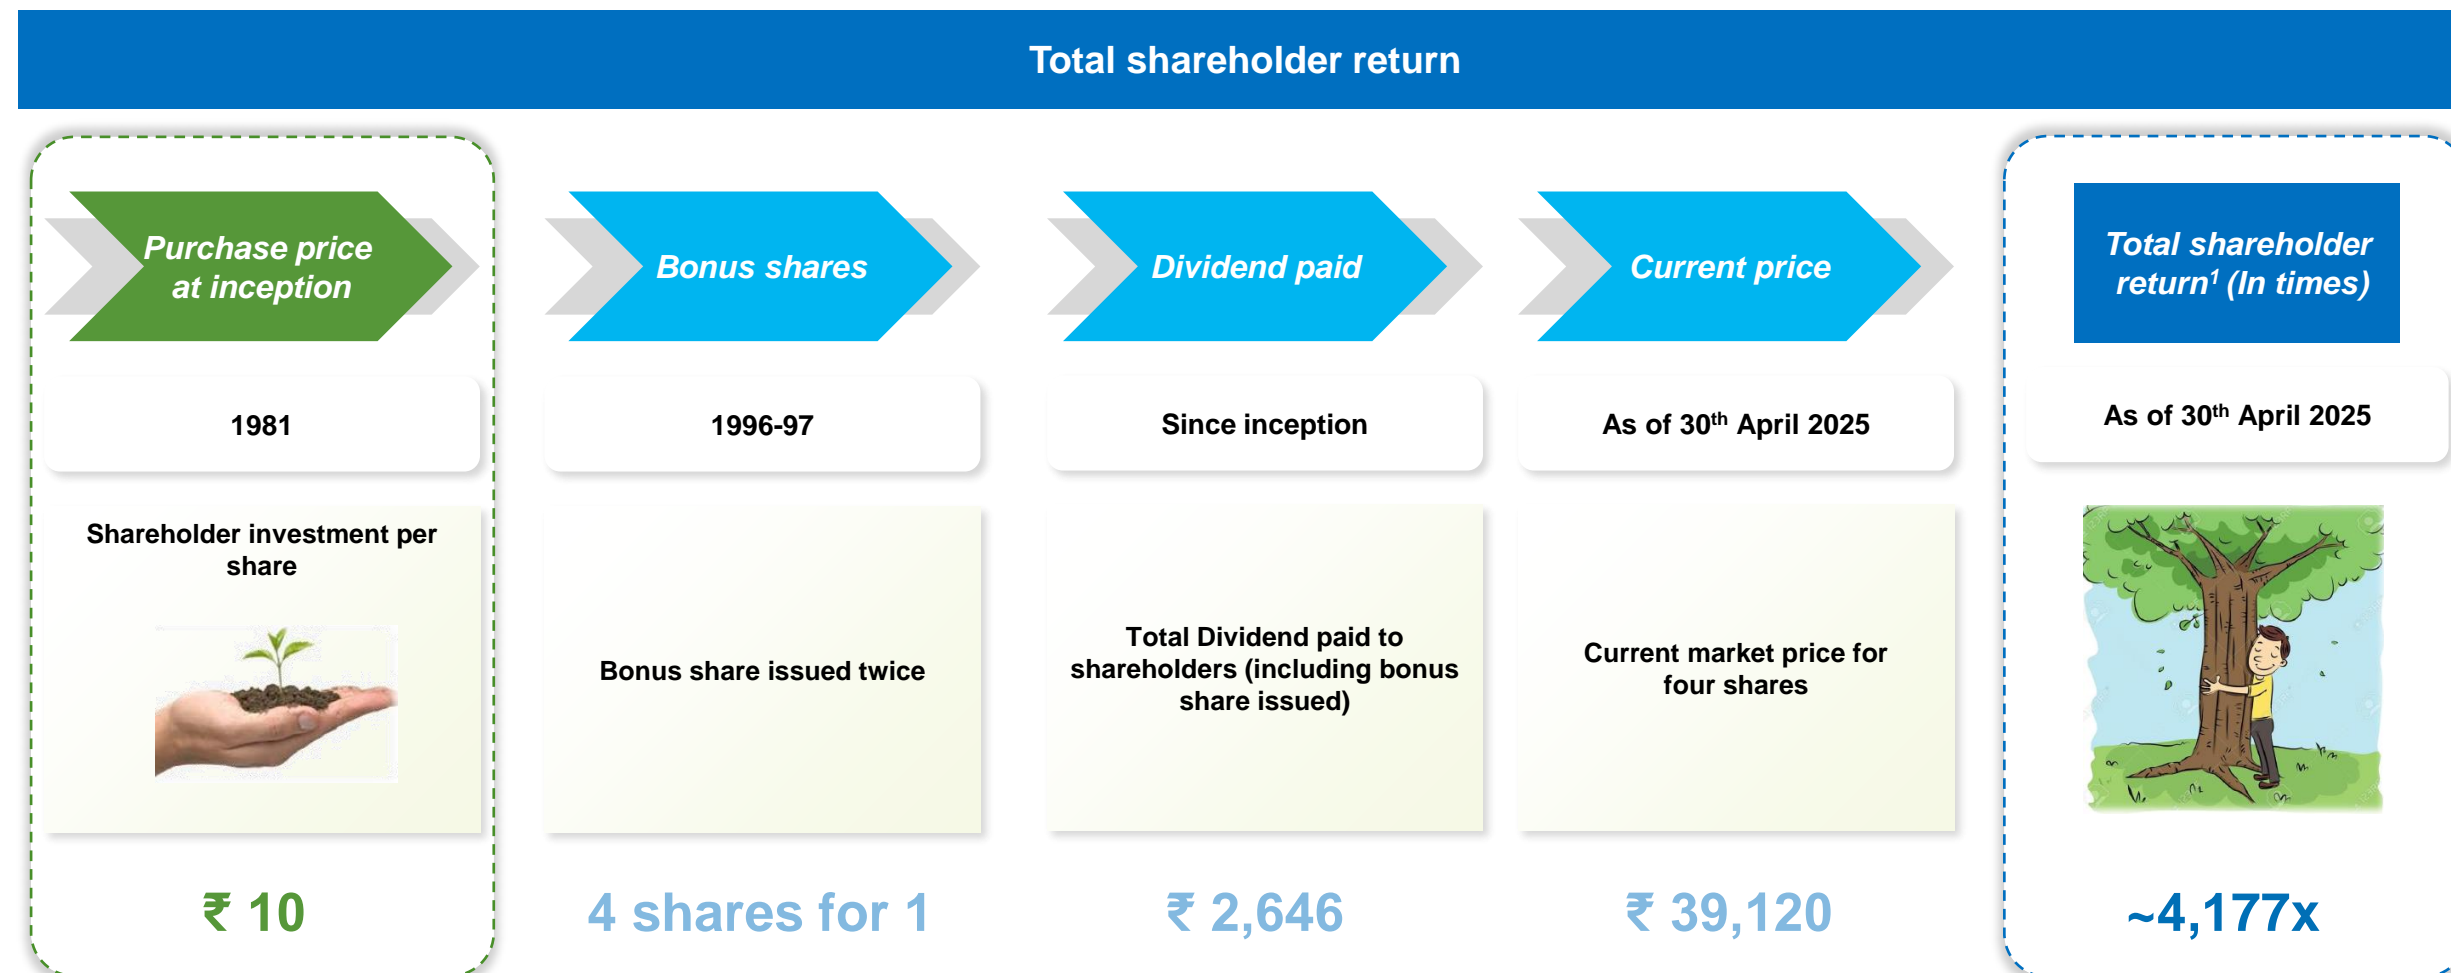 Total shareholder return
Purchase price
at inception
1981
Shareholder investment per
share
₹ 10
Bonus shares
1996-97
Bonus share issued twice
4 shares for 1
Dividend paid
Since inception
Total Dividend paid to
shareholders (including bonus
share issued)
₹ 2,646
Current price
As of 30th April 2025
Current market price for
four shares
₹ 39,120
Total shareholder
return1 (In times)
As of 30th April 2025
~4,177x